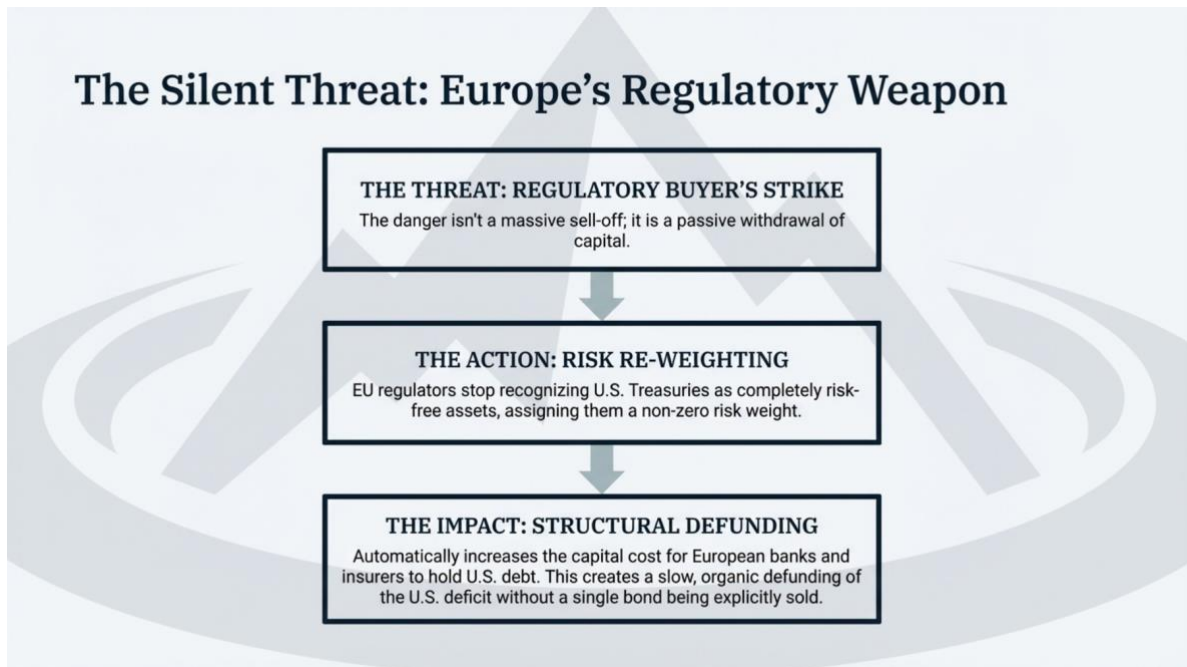 The Silent Threat: Europe’s Regulatory Weapon
THE THREAT: REGULATORY BUYER’S STRIKE
The danger isn't a massive sell-off; it is a passive withdrawal of
capital.
THE ACTION: RISK RE-WEIGHTING
EU regulators stop recognizing U.S. Treasuries as completely risk-
free assets, assigning them a non-zero risk weight.
THE IMPACT: STRUCTURAL DEFUNDING
Automatically increases the capital cost for European banks and
insurers to hold U.S. debt. This creates a slow, organic defunding of
the U.S. deficit without a single bond being explicitly sold.